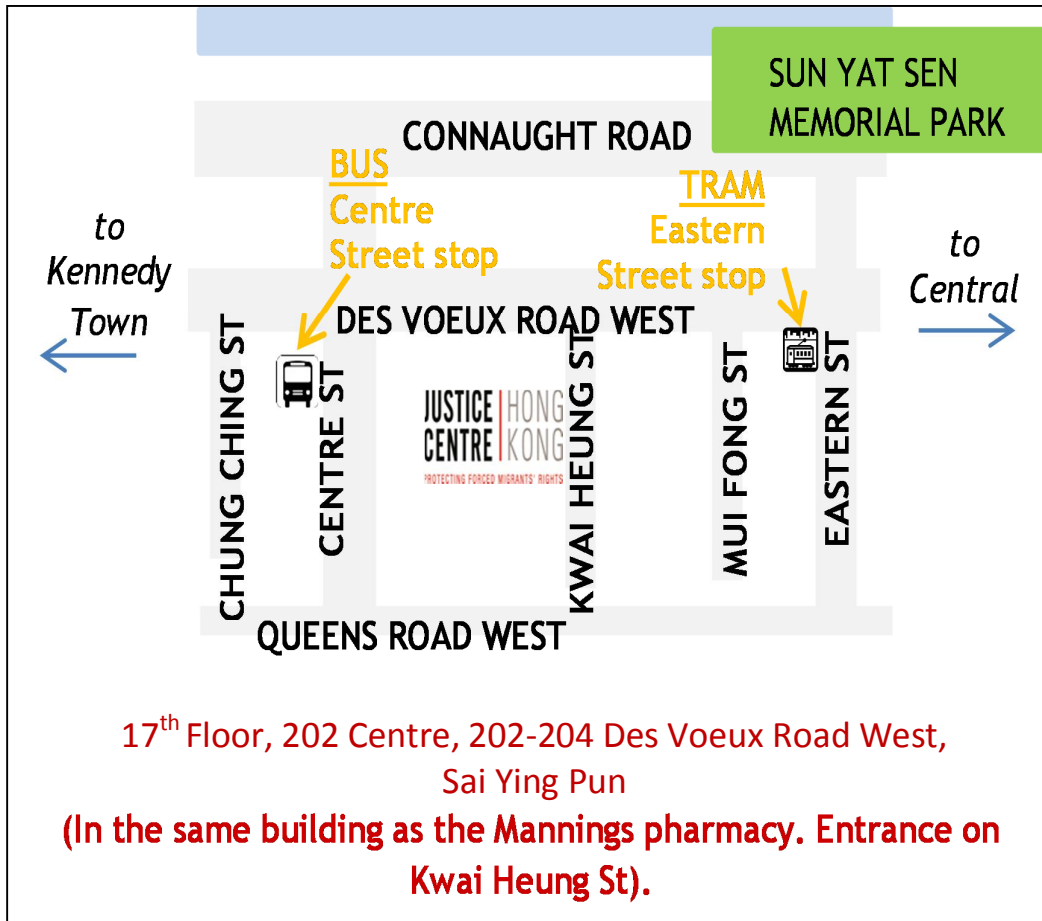 SUN YAT SEN
MEMORIAL PARK
CONNAUGHT ROAD
BUS
Centre
Street stop
TRAM
Eastern
Street stop
to
Kennedy
Town
to
Central
DES VOEUX ROAD WEST
CHUNG CHING ST
CENTRE ST
JUSTICE HONG
CENTRE KONG
PROTECTING FORCED MIGRANTS' RIGHTS
KWAI HEUNG ST
MUI FONG ST
EASTERN ST
QUEENS ROAD WEST
17th Floor, 202 Centre, 202-204 Des Voeux Road West,
Sai Ying Pun
(In the same building as the Mannings pharmacy. Entrance on
Kwai Heung St).